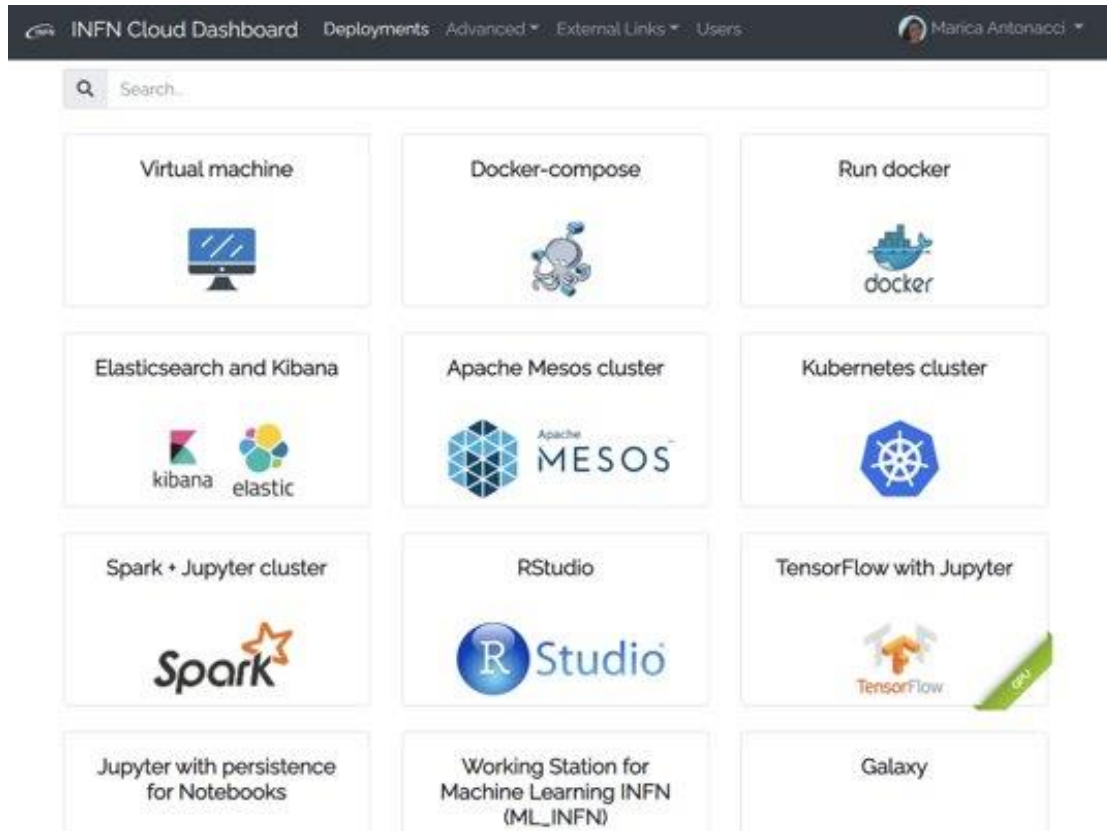 INFN INFN Cloud Dashboard Deployments Advanced External Links Users Marica Antonacci
Search...
Virtual machine
Docker-compose
Run docker
docker
Elasticsearch and Kibana
Apache Mesos cluster
Kubernetes cluster
kibana
elastic
Apache
MESOS
Spark + Jupyter cluster
RStudio
TensorFlow with Jupyter
Spark
R Studio
TensorFlow
GPU
Jupyter with persistence
for Notebooks
Working Station for
Machine Learning INFN
(ML_INFN)
Galaxy